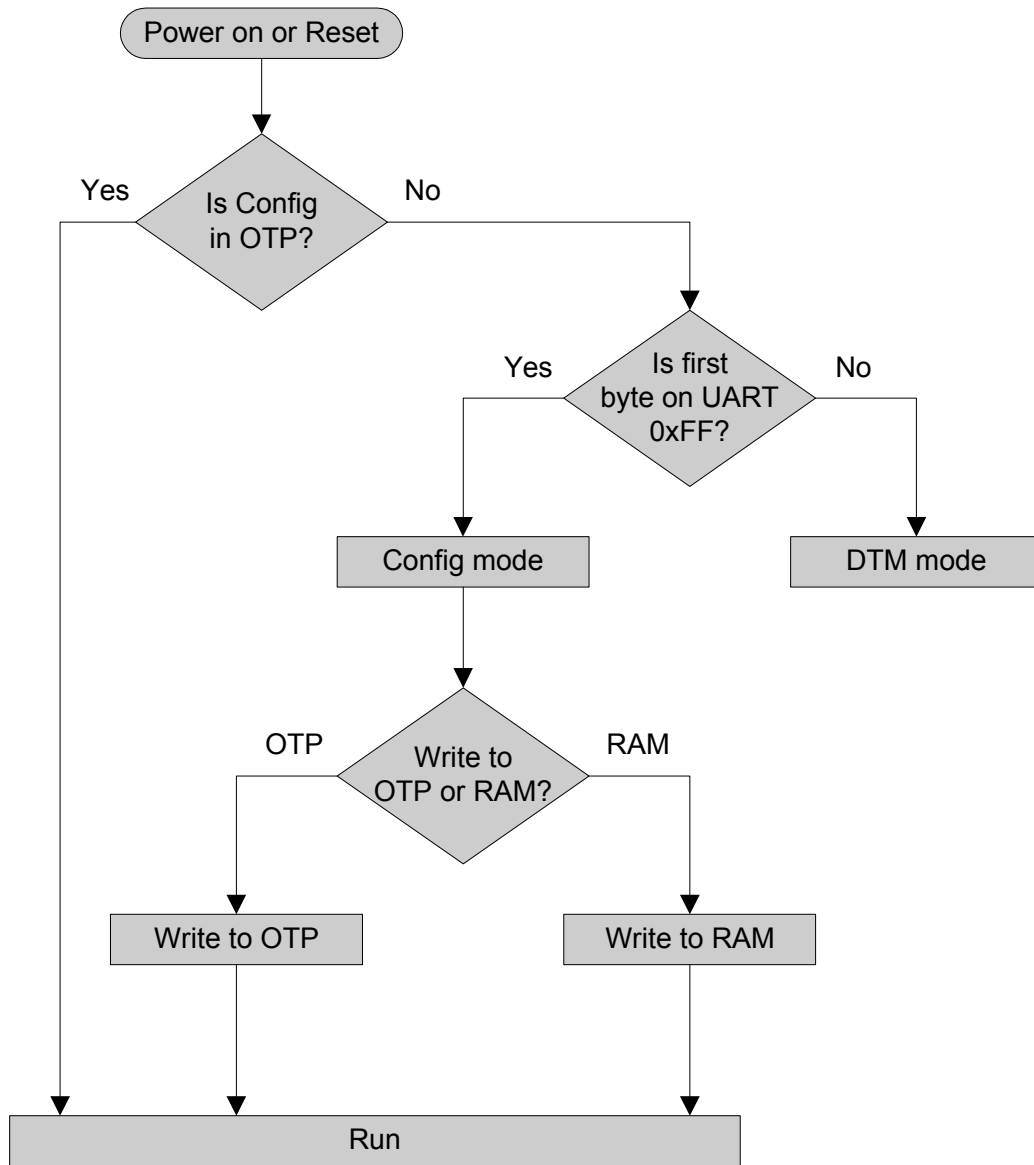 Power on or Reset
Yes
No
Is Config
in OTP?
Yes
No
Is first
byte on UART
0xFF?
Config mode
DTM mode
OTP
RAM
Write to
OTP or RAM?
Write to OTP
Write to RAM
Run